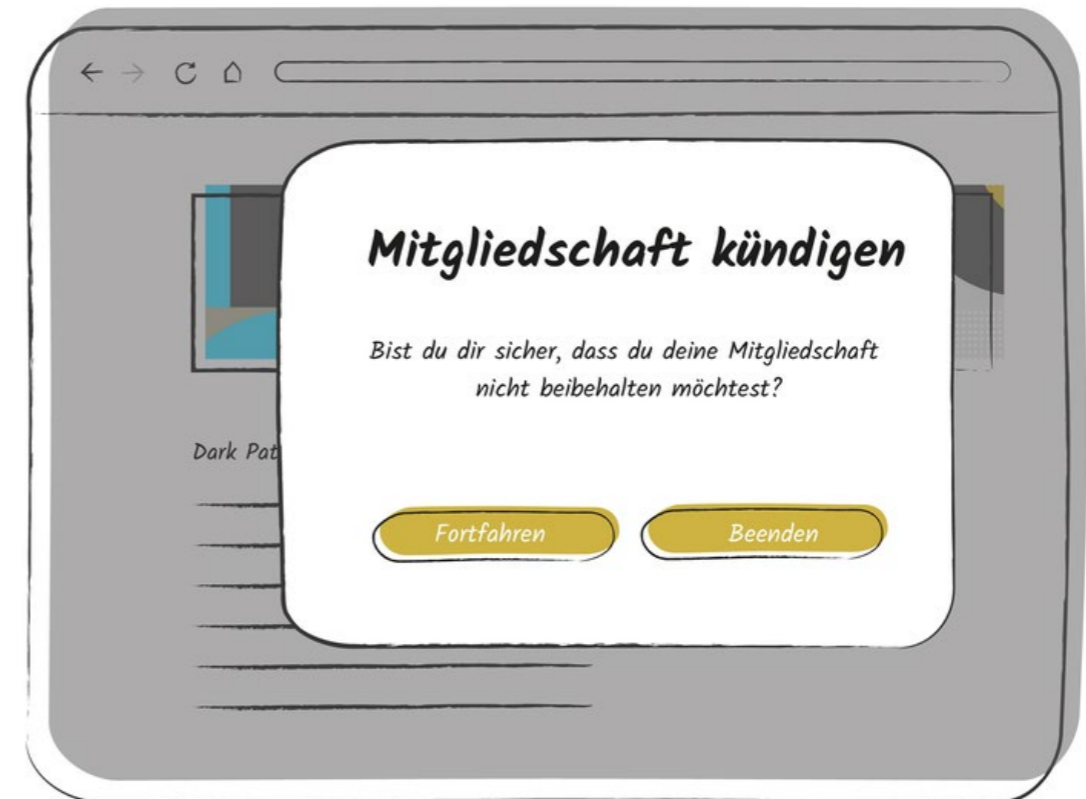 Mitgliedschaft kündigen
Bist du dir sicher, dass du deine Mitgliedschaft
nicht beibehalten möchtest?
Dark Pat
Fortfahren
Beenden